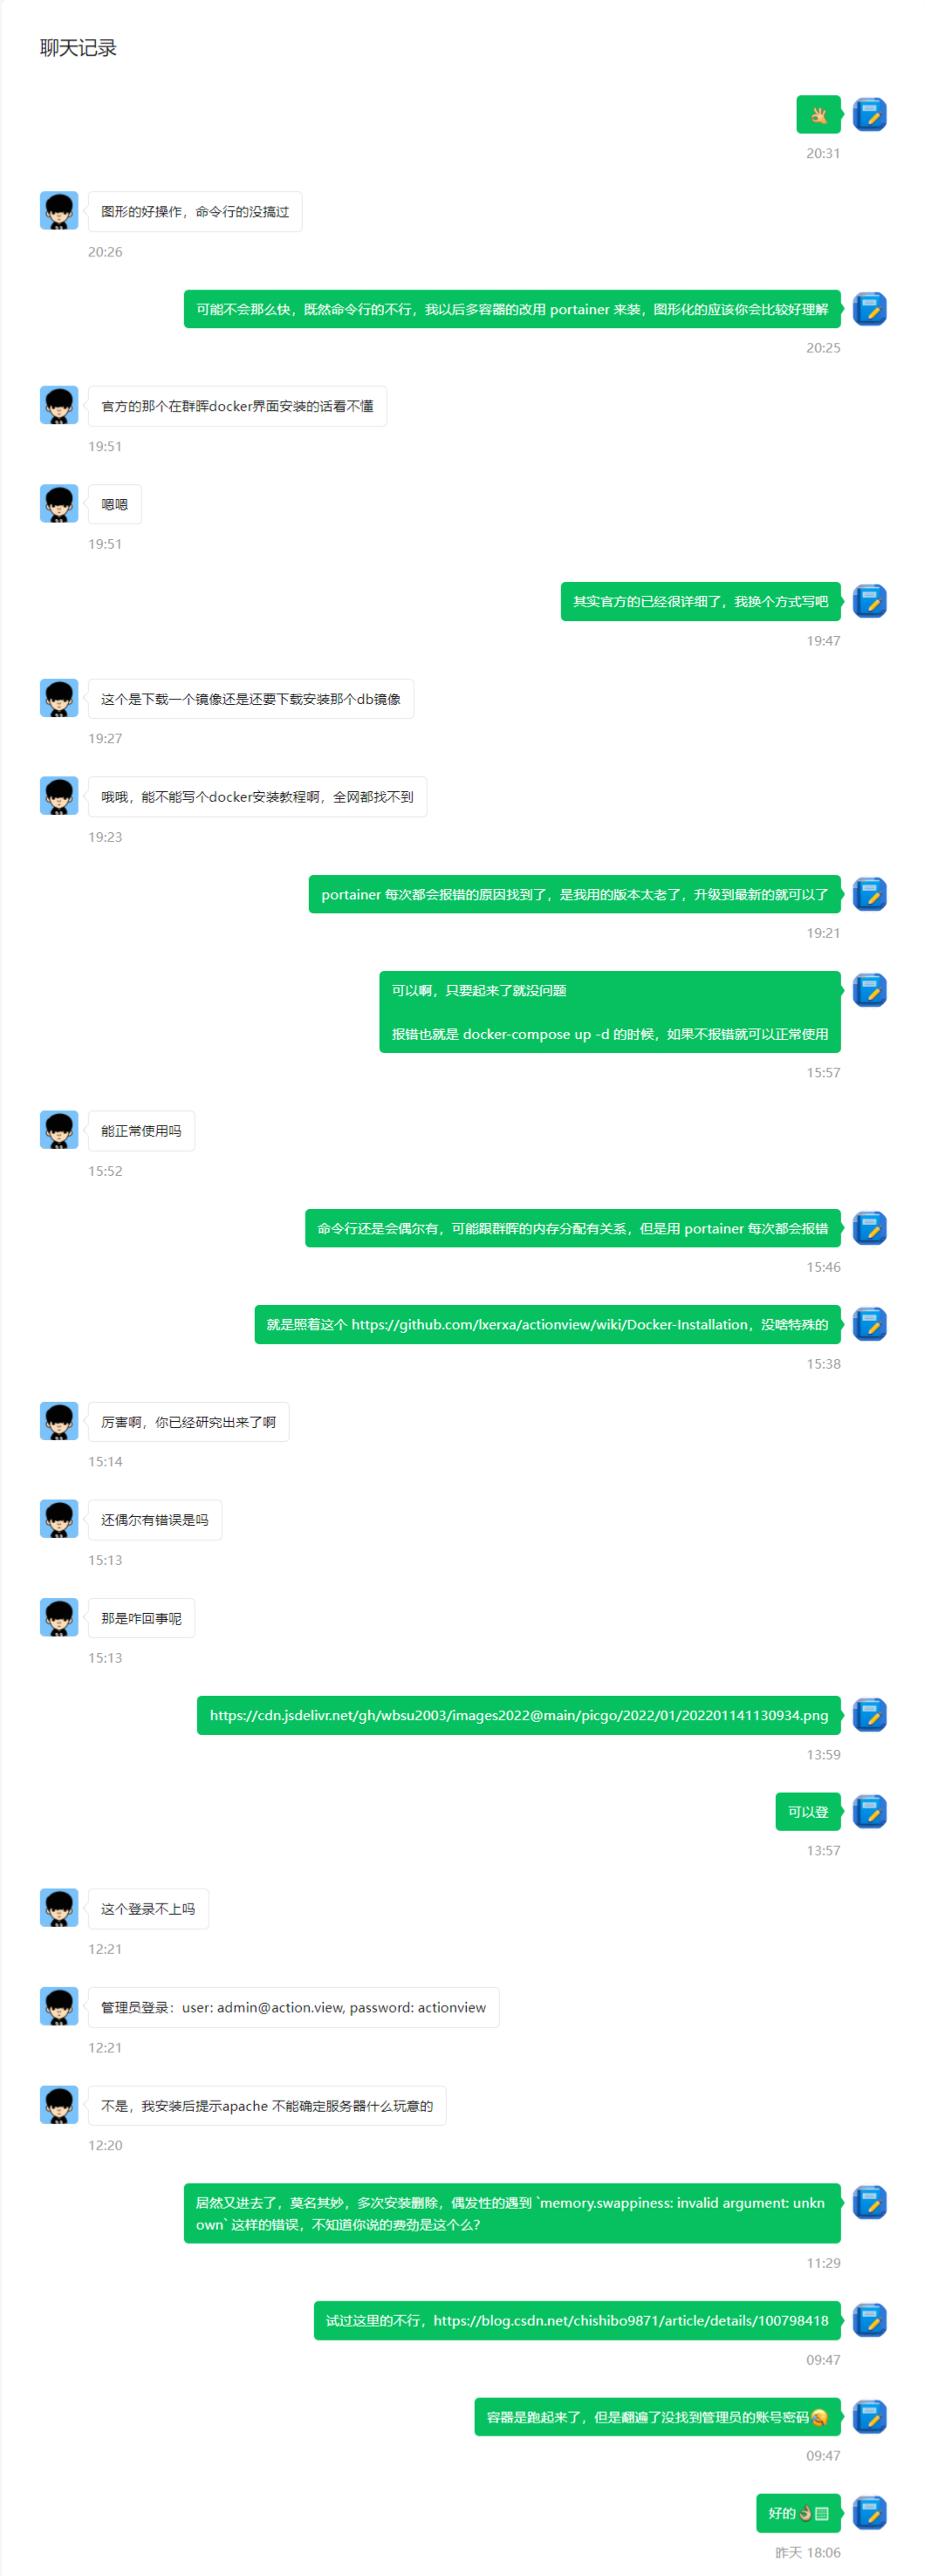 聊天记录
👌🏼
20:31
图形的好操作，命令行的没搞过
20:26
可能不会那么快，既然命令行的不行，我以后多容器的改用 portainer 来装，图形化的应该你会比较好理解
20:25
官方的那个在群晖docker界面安装的话看不懂
19:51
嗯嗯
19:51
其实官方的已经很详细了，我换个方式写吧
19:47
这个是下载一个镜像还是还要下载安装那个db镜像
19:27
哦哦，能不能写个docker安装教程啊，全网都找不到
19:23
portainer 每次都会报错的原因找到了，是我用的版本太老了，升级到最新的就可以了
19:21
可以啊，只要起来了就没问题
报错也就是 docker-compose up -d 的时候，如果不报错就可以正常使用
15:57
能正常使用吗
15:52
命令行还是会偶尔有，可能跟群晖的内存分配有关系，但是用 portainer 每次都会报错
15:46
就是照着这个 https://github.com/lxerxa/actionview/wiki/Docker-Installation，没啥特殊的
15:38
厉害啊，你已经研究出来了啊
15:14
还偶尔有错误是吗
15:13
那是咋回事呢
15:13
https://cdn.jsdelivr.net/gh/wbsu2003/images2022@main/picgo/2022/01/202201141130934.png
13:59
可以登
13:57
这个登录不上吗
12:21
管理员登录：user: admin@action.view, password: actionview
12:21
不是，我安装后提示apache 不能确定服务器什么玩意的
12:20
居然又进去了，莫名其妙，多次安装删除，偶发性的遇到 `memory.swappiness: invalid argument: unkn
own` 这样的错误，不知道你说的费劲是这个么？
11:29
试过这里的不行，https://blog.csdn.net/chishibo9871/article/details/100798418
09:47
容器是跑起来了，但是翻遍了没找到管理员的账号密码
09:47
好的👌🏽
昨天 18:06